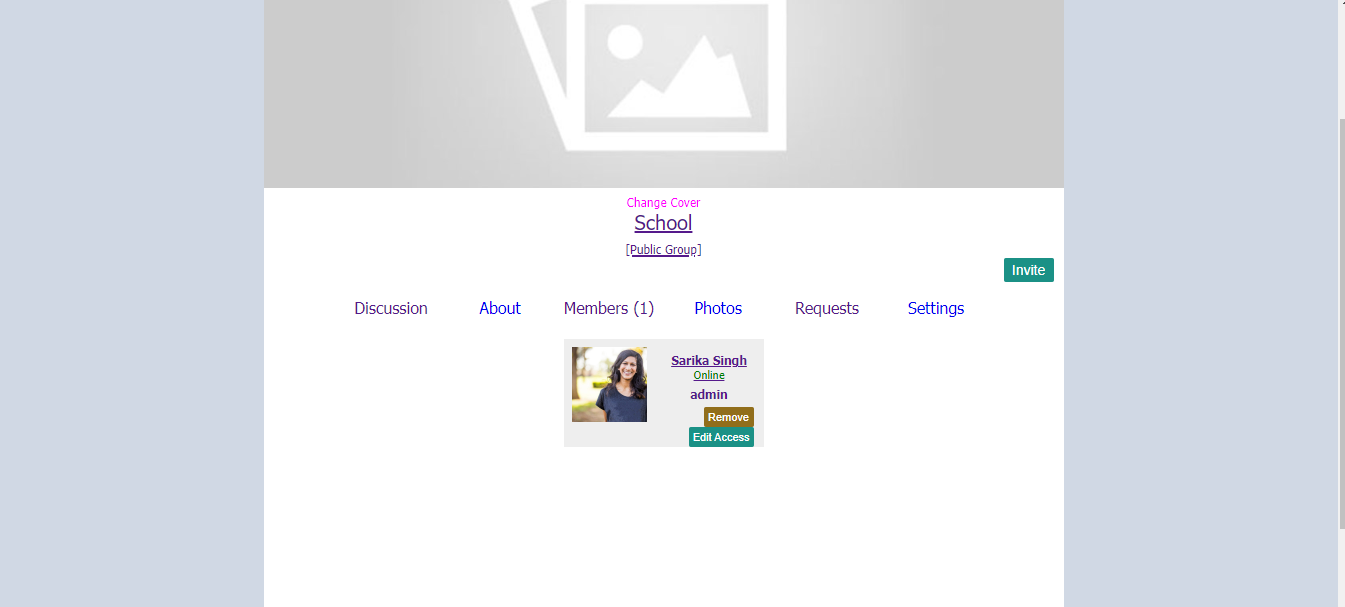 Change Cover
School
[Public Group]
Invite
Discussion About Members (1) Photos Requests Settings
Sarika Singh
Online
admin
Remove
Edit Access